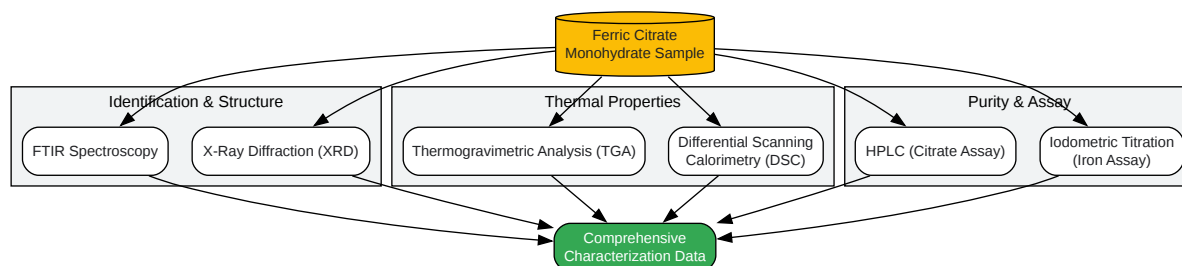 Ferric Citrate
Monohydrate Sample
Identification & Structure
Thermal Properties
Purity & Assay
FTIR Spectroscopy
X-Ray Diffraction (XRD)
Thermogravimetric Analysis (TGA)
Differential Scanning
Calorimetry (DSC)
HPLC (Citrate Assay)
Iodometric Titration
(Iron Assay)
Comprehensive
Characterization Data